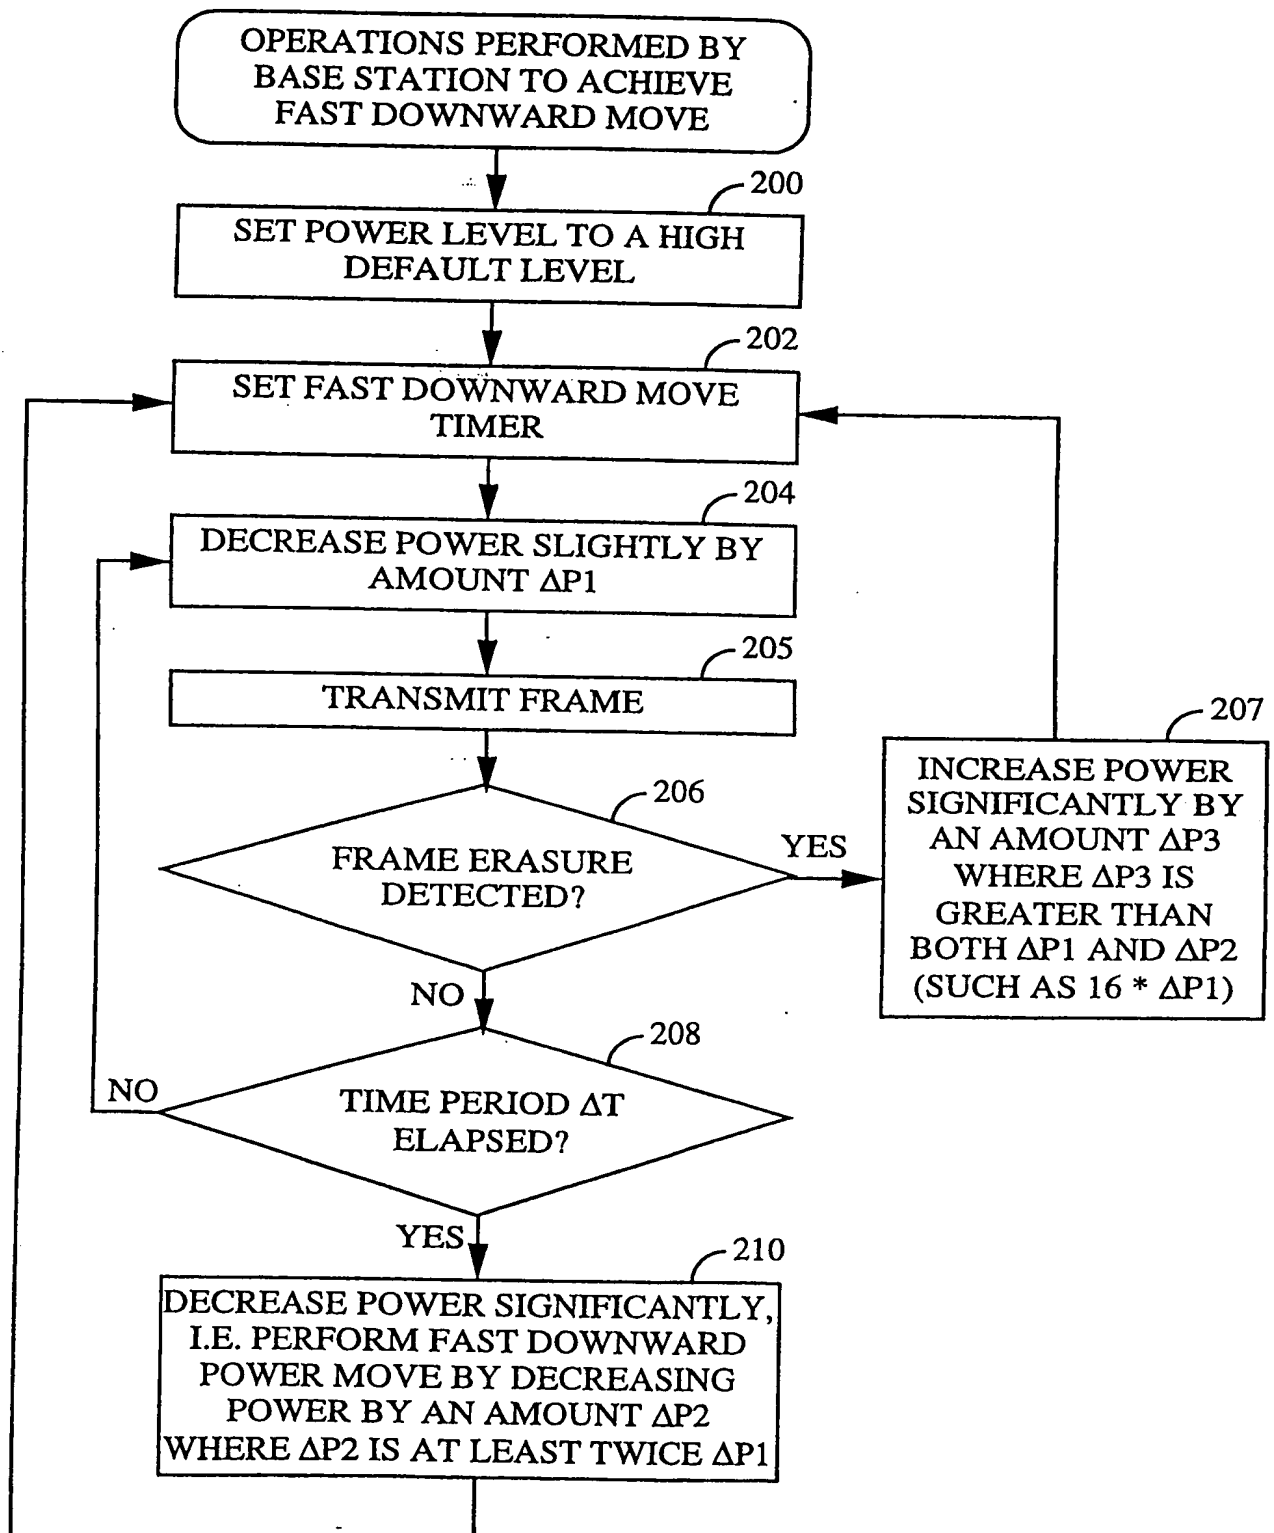 OPERATIONS PERFORMED BY
BASE STATION TO ACHIEVE
FAST DOWNWARD MOVE
200
SET POWER LEVEL TO A HIGH
DEFAULT LEVEL
202
SET FAST DOWNWARD MOVE
TIMER
204
DECREASE POWER SLIGHTLY BY
AMOUNT ΔP1
205
TRANSMIT FRAME
206
FRAME ERASURE
DETECTED?
YES
207
INCREASE POWER
SIGNIFICANTLY BY
AN AMOUNT ΔP3
WHERE ΔP3 IS
GREATER THAN
BOTH ΔP1 AND ΔP2
(SUCH AS 16 * ΔP1)
NO
208
TIME PERIOD ΔT
ELAPSED?
NO
YES
210
DECREASE POWER SIGNIFICANTLY,
I.E. PERFORM FAST DOWNWARD
POWER MOVE BY DECREASING
POWER BY AN AMOUNT ΔP2
WHERE ΔP2 IS AT LEAST TWICE ΔP1